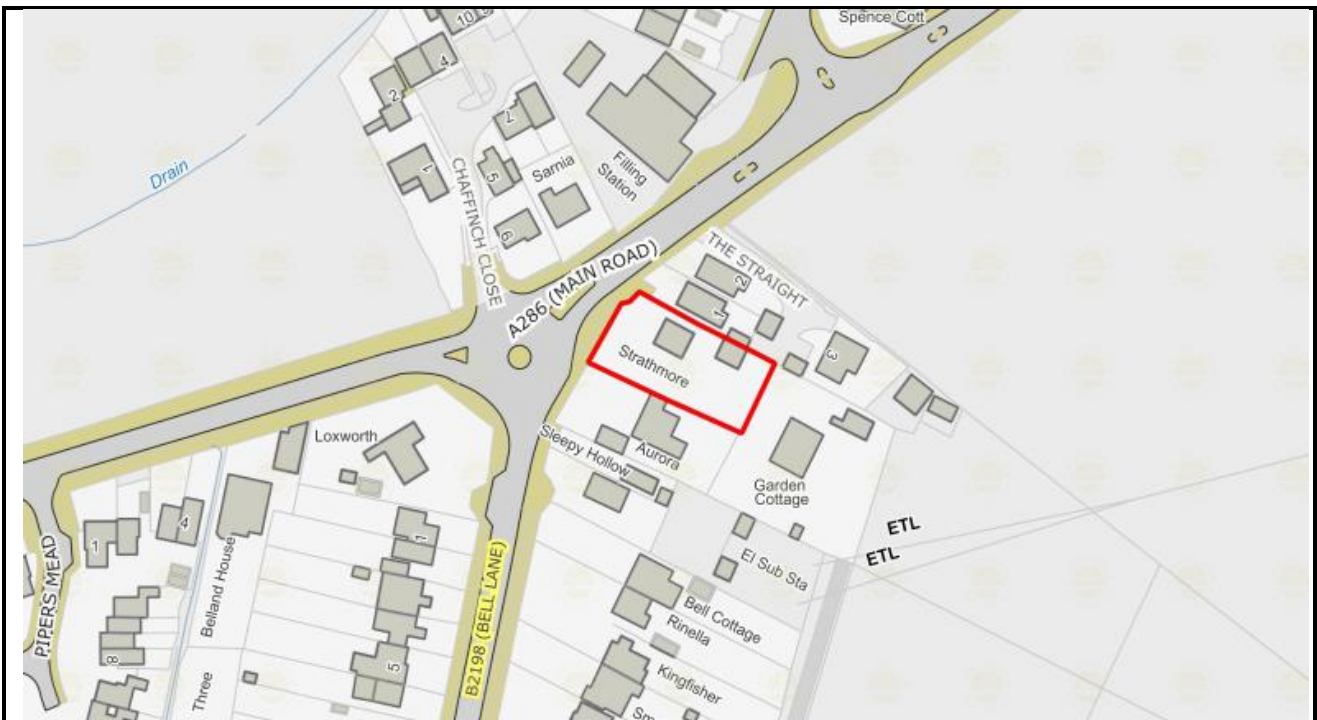 10
9
Spence Cott
4
2
7
1
5
Sarnia
6
Filling
Station
Drain
CHAFFINCH CLOSE
A286 (MAIN ROAD)
THE STRAIGHT
2
1
3
Strathmore
Loxworth
Sleepy Hollow
Aurora
Garden
Cottage
ETL
ETL
El Sub Sta
PIPERS MEAD
1
4
Belland House
1
B2198 (BELL LANE)
Bell Cottage
Rinella
8
5
Three
Kingfisher